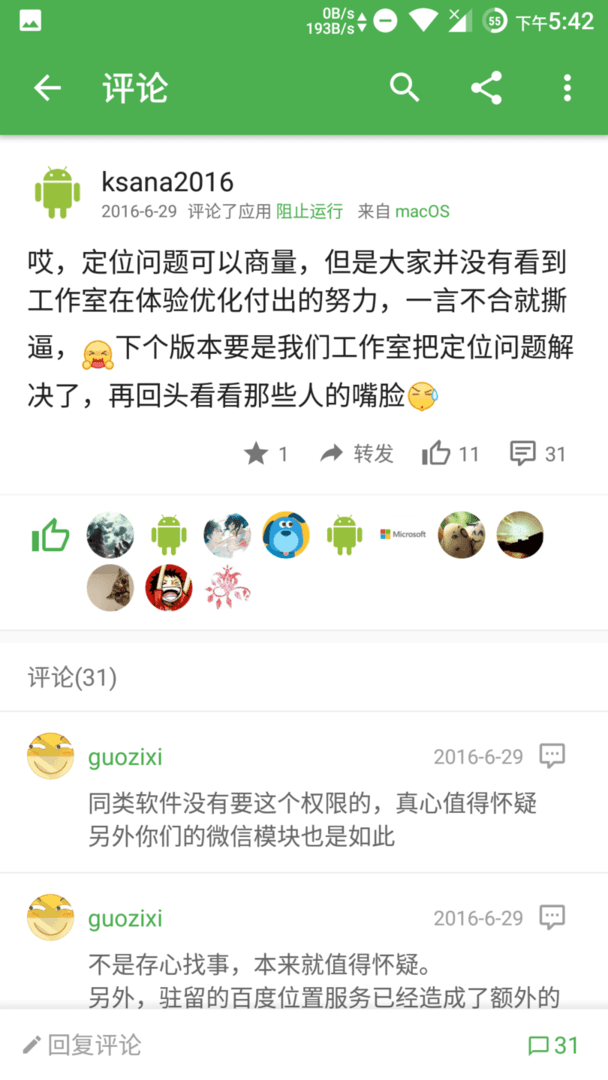 0B/s
193B/s
55
下午5:42
评论
ksana2016
2016-6-29 评论了应用 阻止运行 来自 macOS
哎，定位问题可以商量，但是大家并没有看到
工作室在体验优化付出的努力，一言不合就撕
逼，下个版本要是我们工作室把定位问题解
决了，再回头看看那些人的嘴脸
1 转发 11 31
Microsoft
评论(31)
guozixi 2016-6-29
同类软件没有要这个权限的，真心值得怀疑
另外你们的微信模块也是如此
guozixi 2016-6-29
不是存心找事，本来就值得怀疑。
另外，驻留的百度位置服务已经造成了额外的
回复评论 31